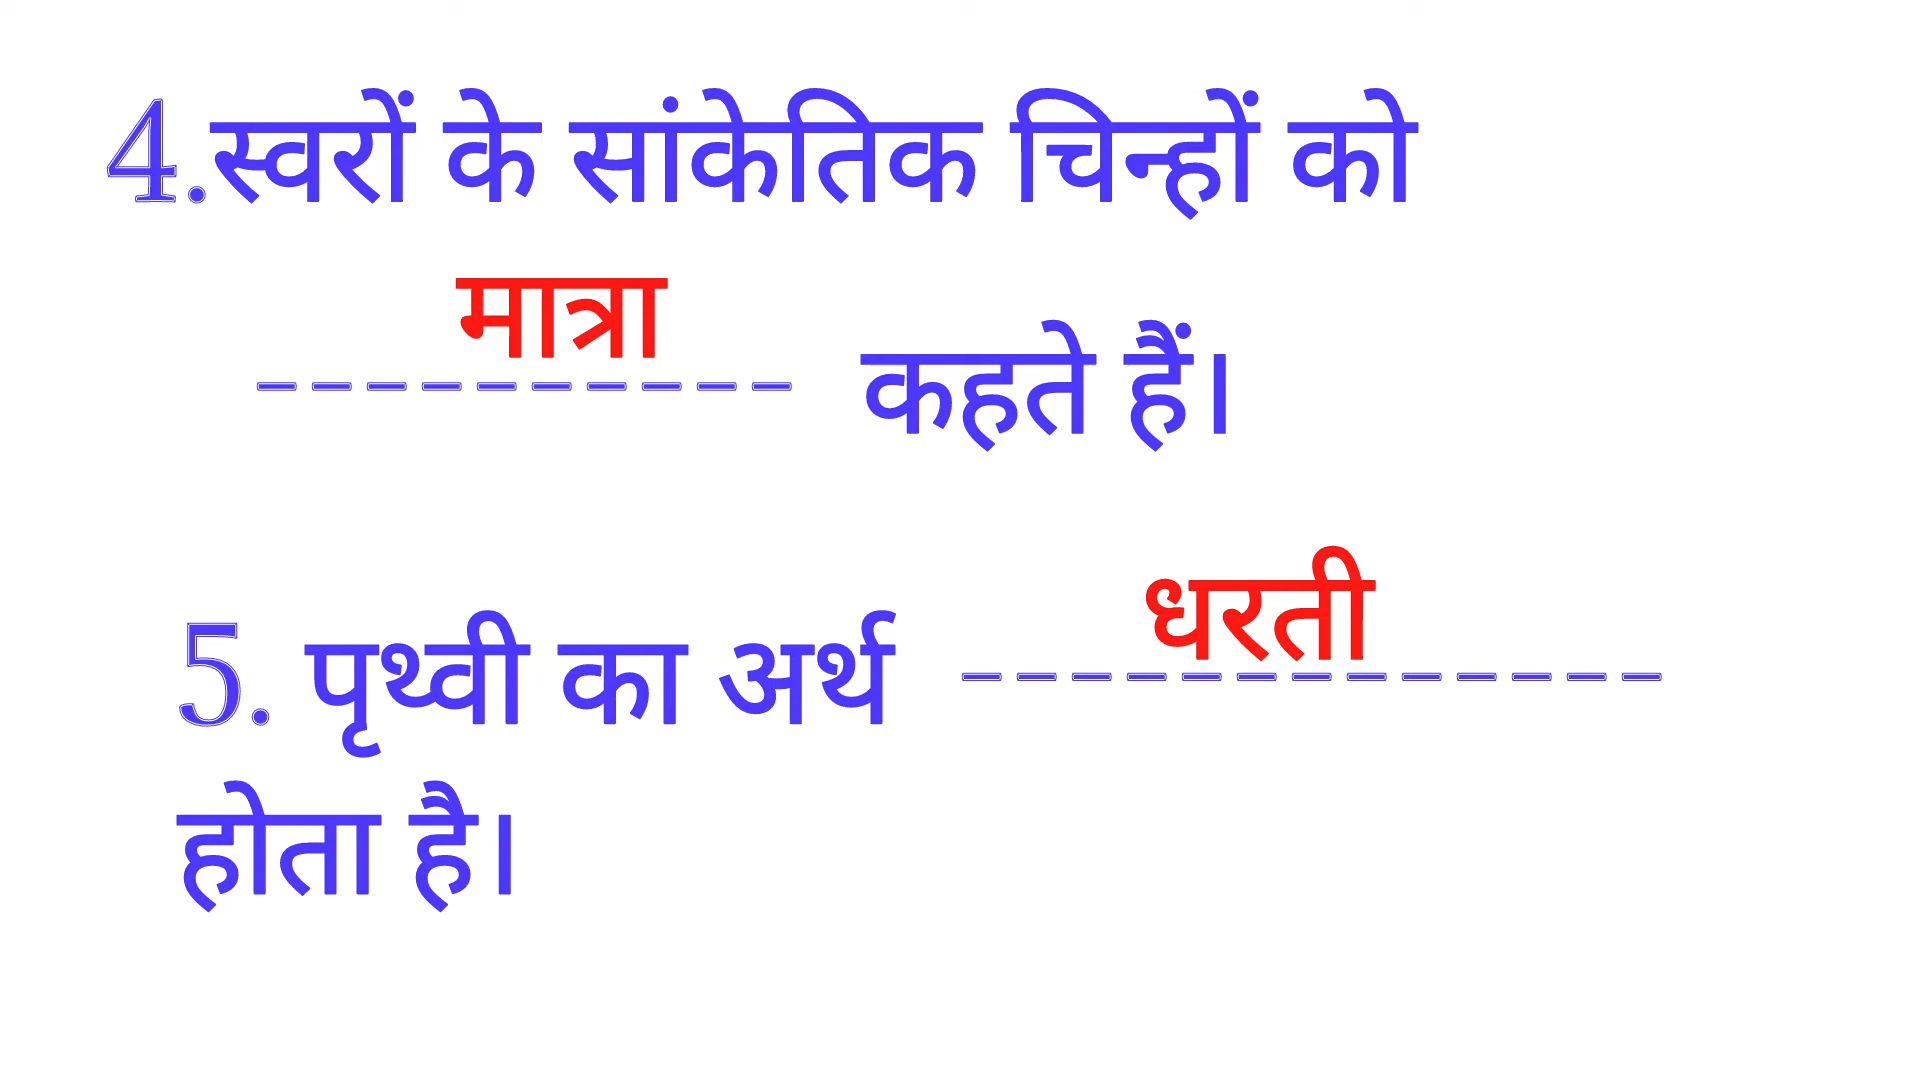 4.स्वरों के सांकेतिक चिन्हों को
मात्रा
---------- कहते हैं।
धरती
5. पृथ्वी का अर्थ -------------
होता है।